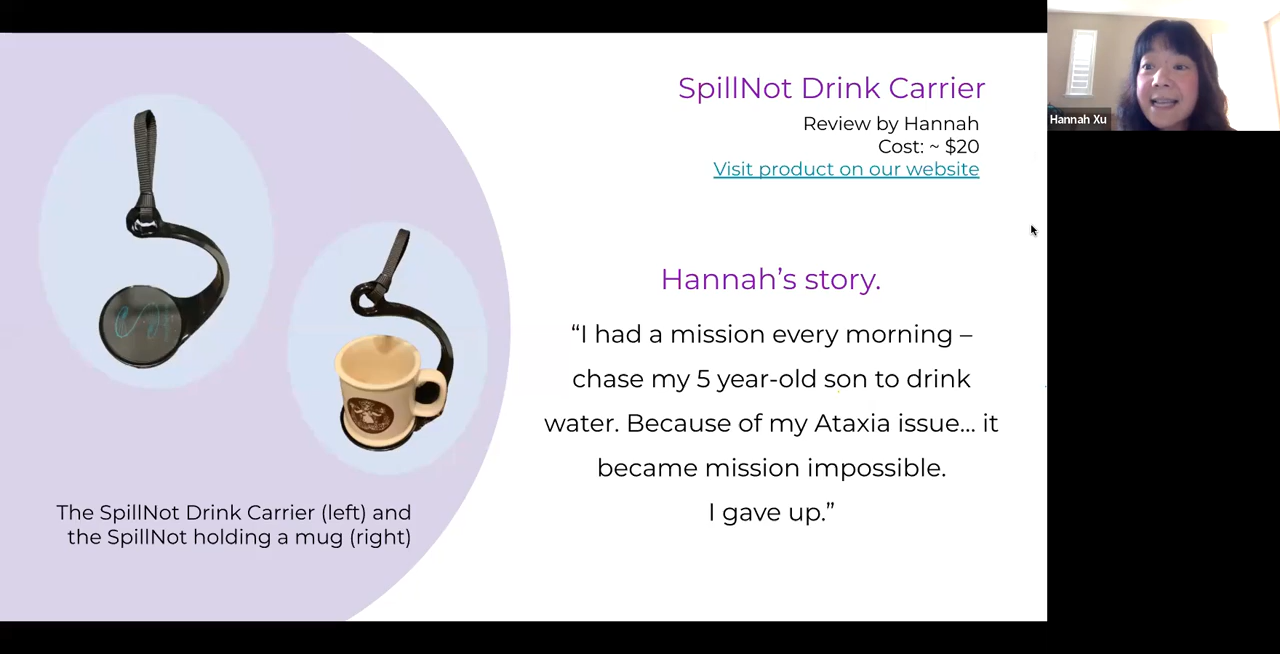 SpillNot Drink Carrier
Review by Hannah
Cost: ~ $20
Visit product on our website
Hannah Xu
Hannah’s story.
“I had a mission every morning –
chase my 5 year-old son to drink
water. Because of my Ataxia issue... it
became mission impossible.
I gave up.”
The SpillNot Drink Carrier (left) and
the SpillNot holding a mug (right)